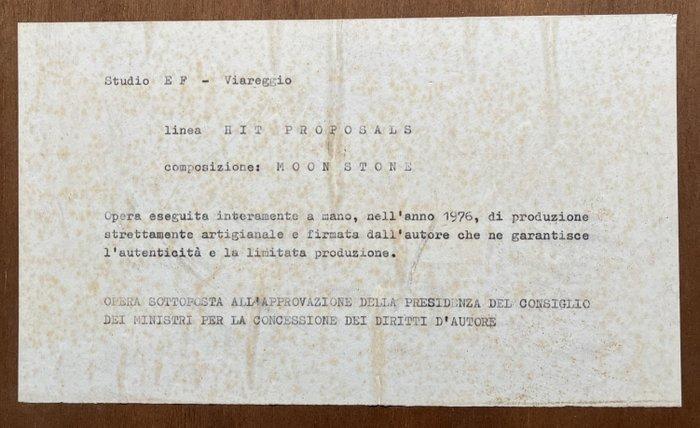 Studio E F - Viareggio
linea H I T P R O P O S A L S
composizione: M O O N S T O N E
Opera eseguita interamente a mano, nell'anno 1976, di produzione
strettamente artigianale e firmata dall'autore che ne garantisce
l'autenticità e la limitata produzione.
OPERA SOTTOPOSTA ALL'APPROVAZIONE DELLA PRESIDENZA DEL CONSIGLIO
DEI MINISTRI PER LA CONCESSIONE DEI DIRITTI D'AUTORE